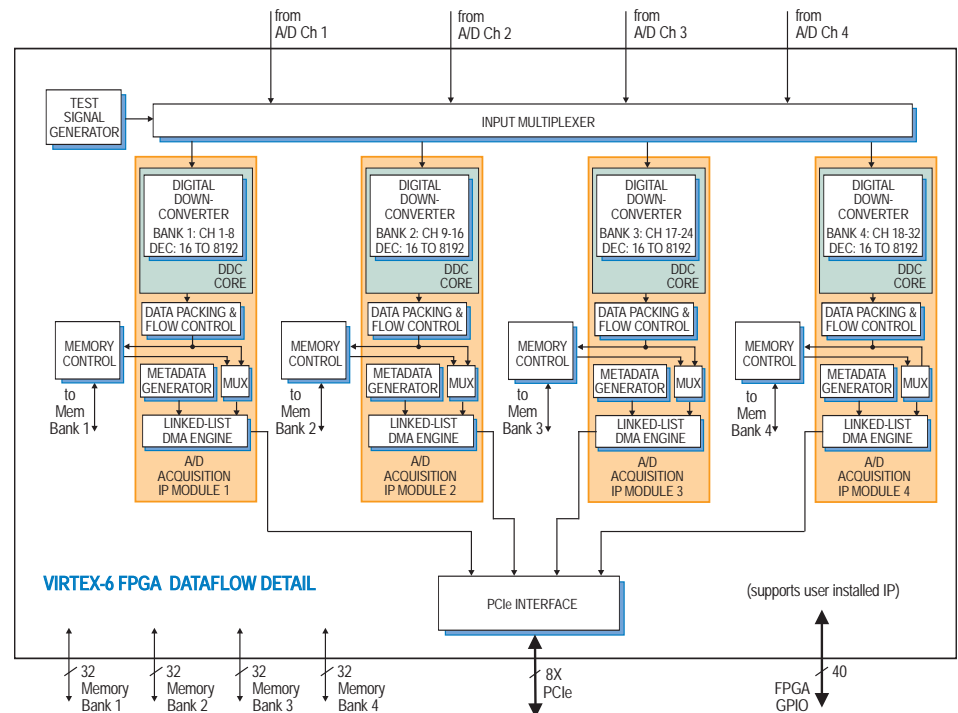 from
A/D Ch 1
from
A/D Ch 2
from
A/D Ch 3
from
A/D Ch 4
TEST
SIGNAL
GENERATOR
INPUT MULTIPLEXER
DIGITAL
DOWN-
CONVERTER
BANK 1: CH 1-8
DEC: 16 TO 8192
DDC
CORE
DATA PACKING &
FLOW CONTROL
MEMORY
CONTROL
METADATA
GENERATOR
MUX
to
Mem
Bank 1
LINKED-LIST
DMA ENGINE
A/D
ACQUISITION
IP MODULE 1
DIGITAL
DOWN-
CONVERTER
BANK 2: CH 9-16
DEC: 16 TO 8192
DDC
CORE
DATA PACKING &
FLOW CONTROL
MEMORY
CONTROL
METADATA
GENERATOR
MUX
to
Mem
Bank 2
LINKED-LIST
DMA ENGINE
A/D
ACQUISITION
IP MODULE 2
DIGITAL
DOWN-
CONVERTER
BANK 3: CH 17-24
DEC: 16 TO 8192
DDC
CORE
DATA PACKING &
FLOW CONTROL
MEMORY
CONTROL
METADATA
GENERATOR
MUX
to
Mem
Bank 3
LINKED-LIST
DMA ENGINE
A/D
ACQUISITION
IP MODULE 3
DIGITAL
DOWN-
CONVERTER
BANK 4: CH 18-32
DEC: 16 TO 8192
DDC
CORE
DATA PACKING &
FLOW CONTROL
MEMORY
CONTROL
METADATA
GENERATOR
MUX
to
Mem
Bank 4
LINKED-LIST
DMA ENGINE
A/D
ACQUISITION
IP MODULE 4
VIRTEX-6 FPGA DATAFLOW DETAIL
PCIe INTERFACE
(supports user installed IP)
32
Memory
Bank 1
32
Memory
Bank 2
32
Memory
Bank 3
32
Memory
Bank 4
8X
PCIe
40
FPGA
GPIO